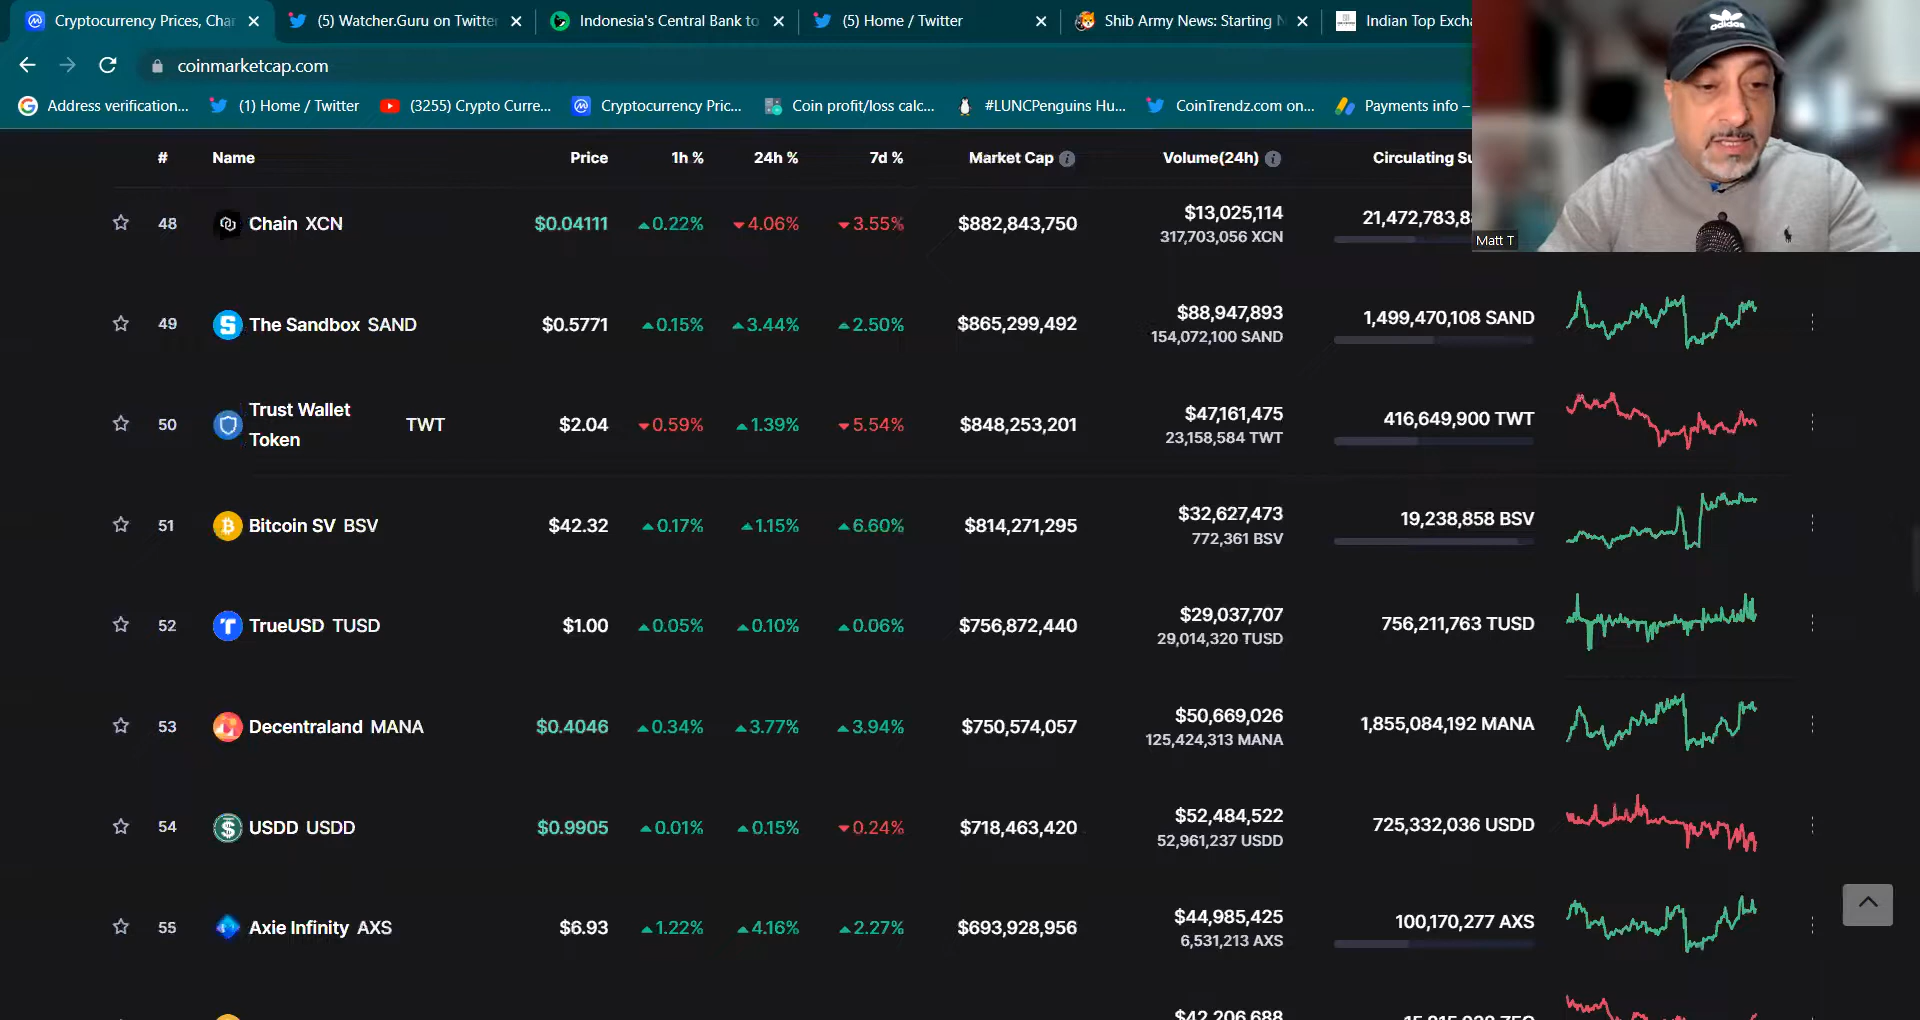 Cryptocurrency Prices, Cha
(5) Watcher.Guru on Twitter
Indonesia's Central Bank to
(5) Home / Twitter
Shib Army News: Starting N
Indian Top Excha
coinmarketcap.com
Address verification...
(1) Home / Twitter
(3255) Crypto Curre...
Cryptocurrency Pric...
Coin profit/loss calc...
#LUNCPenguins Hu...
CoinTrendz.com on...
Payments info –
adidas
Matt T
# Name Price 1h % 24h % 7d % Market Cap Volume(24h) Circulating Su
48 Chain XCN $0.04111 0.22% 4.06% 3.55% $882,843,750 $13,025,114 21,472,783,8
317,703,056 XCN
49 The Sandbox SAND $0.5771 0.15% 3.44% 2.50% $865,299,492 $88,947,893 1,499,470,108 SAND
154,072,100 SAND
50 Trust Wallet
Token TWT $2.04 0.59% 1.39% 5.54% $848,253,201 $47,161,475 416,649,900 TWT
23,158,584 TWT
51 Bitcoin SV BSV $42.32 0.17% 1.15% 6.60% $814,271,295 $32,627,473 19,238,858 BSV
772,361 BSV
52 TrueUSD TUSD $1.00 0.05% 0.10% 0.06% $756,872,440 $29,037,707 756,211,763 TUSD
29,014,320 TUSD
53 Decentraland MANA $0.4046 0.34% 3.77% 3.94% $750,574,057 $50,669,026 1,855,084,192 MANA
125,424,313 MANA
54 USDD USDD $0.9905 0.01% 0.15% 0.24% $718,463,420 $52,484,522 725,332,036 USDD
52,961,237 USDD
55 Axie Infinity AXS $6.93 1.22% 4.16% 2.27% $693,928,956 $44,985,425 100,170,277 AXS
6,531,213 AXS
$42,206,688